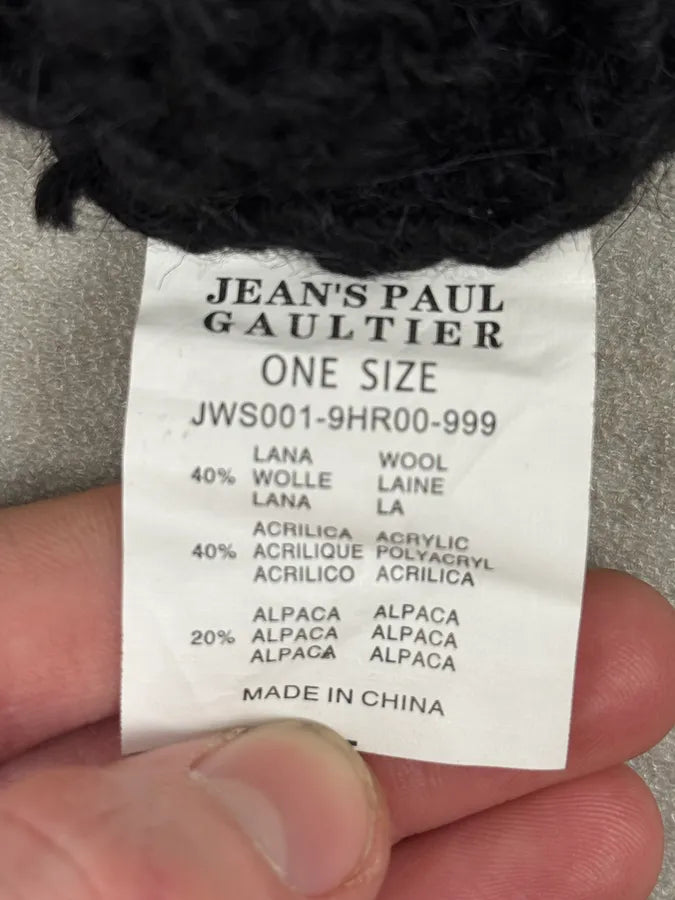 JEAN'S PAUL
GAULTIER
ONE SIZE
JWS001-9HR00-999
LANA WOOL
40% WOLLE LAINE
LANA LA
ACRILICA ACRYLIC
40% ACRILIQUE POLYACRYL
ACRILICO ACRILICA
ALPACA ALPACA
20% ALPACA ALPACA
ALPACA ALPACA
MADE IN CHINA